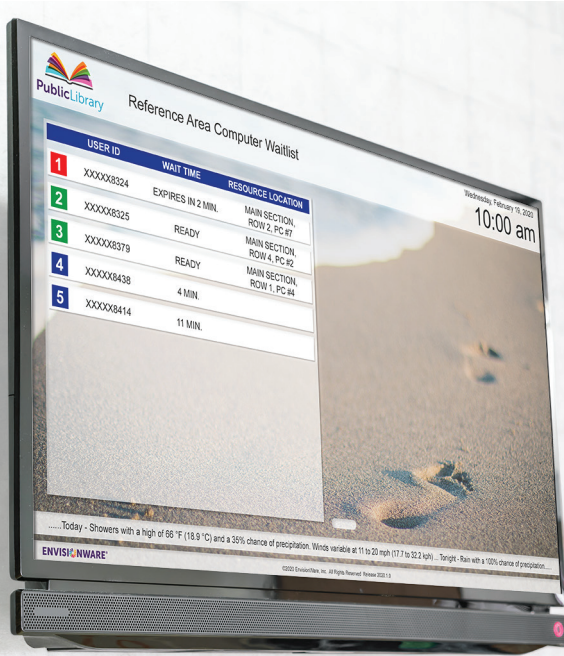 PublicLibrary
Reference Area Computer Waitlist
Wednesday, February 19, 2020
10:00 am
USER ID WAIT TIME RESOURCE LOCATION
1 XXXXX8324 EXPIRES IN 2 MIN. MAIN SECTION,
ROW 2, PC #7
2 XXXXX8325 READY MAIN SECTION,
ROW 4, PC #2
3 XXXXX8379 READY MAIN SECTION,
ROW 1, PC #4
4 XXXXX8438 4 MIN.
5 XXXXX8414 11 MIN.
......Today - Showers with a high of 66 °F (18.9 °C) and a 35% chance of precipitation. Winds variable at 11 to 20 mph (17.7 to 32.2 kph) ... Tonight - Rain with a 100% chance of precipitation.....
ENVISIONWARE®
©2020 EnvisionWare, Inc. All Rights Reserved Release 2020 1.0